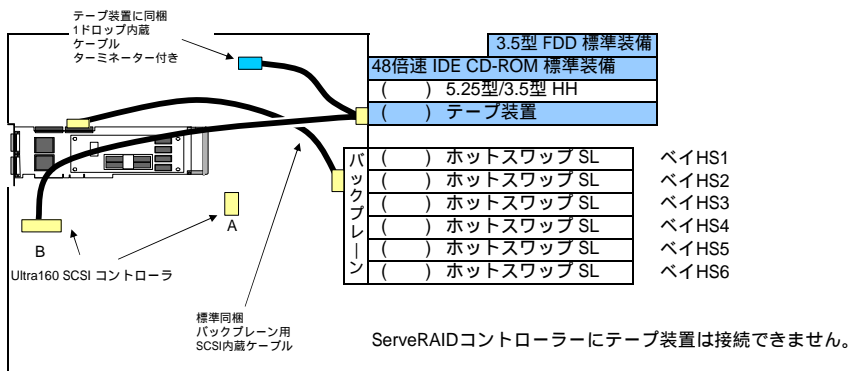 テープ装置に同梱
1ドロップ内蔵
ケーブル
ターミネーター付き
3.5型 FDD 標準装備
48倍速 IDE CD-ROM 標準装備
( ) 5.25型/3.5型 HH
( ) テープ装置
バックプレーン
( ) ホットスワップ SL ベイHS1
( ) ホットスワップ SL ベイHS2
( ) ホットスワップ SL ベイHS3
( ) ホットスワップ SL ベイHS4
( ) ホットスワップ SL ベイHS5
( ) ホットスワップ SL ベイHS6
A
B
Ultra160 SCSI コントローラ
標準同梱
バックプレーン用
SCSI内蔵ケーブル
ServeRAIDコントローラーにテープ装置は接続できません。